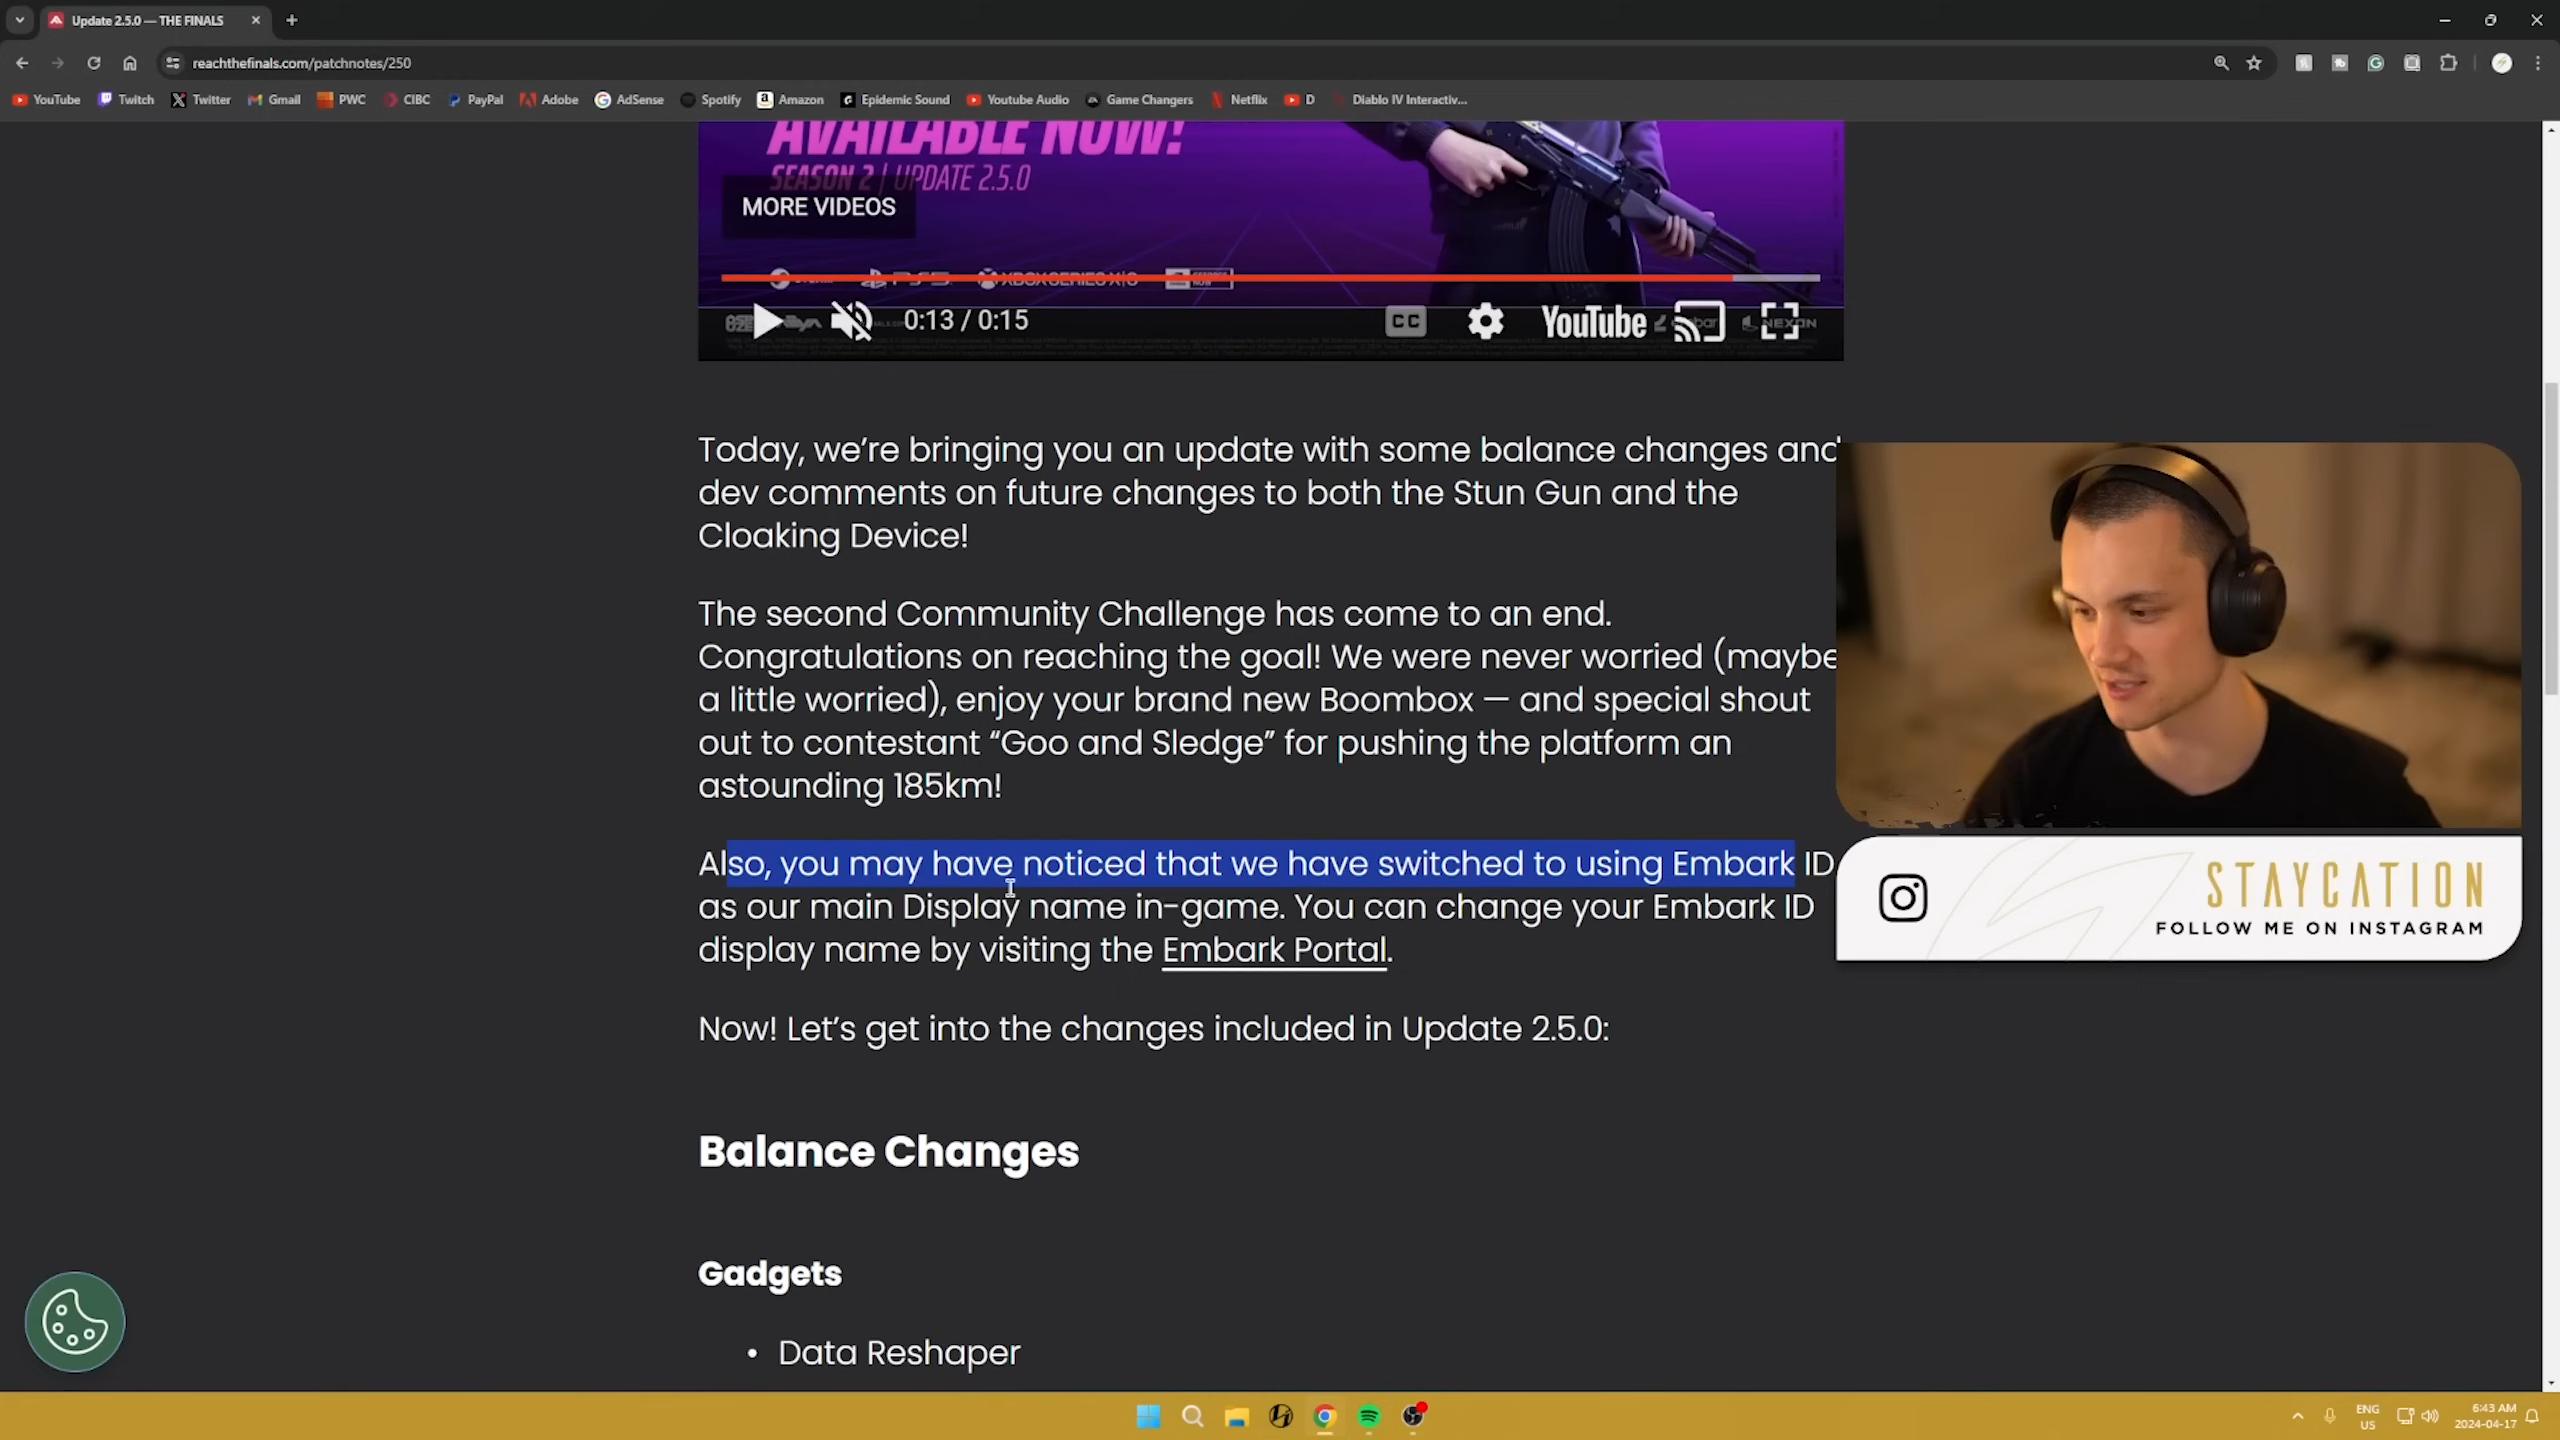 Update 2.5.0 — THE FINALS
reachthefinals.com/patchnotes/250
YouTube Twitch Twitter Gmail PWC CIBC PayPal Adobe AdSense Spotify Amazon Epidemic Sound Youtube Audio Game Changers Netflix D Diablo IV Interactiv...
AVAILABLE NOW!
SEASON 2 | UPDATE 2.5.0
MORE VIDEOS
XBOX SERIES X|S
0:13 / 0:15
CC
YouTube
NEXON
Today, we’re bringing you an update with some balance changes and
dev comments on future changes to both the Stun Gun and the
Cloaking Device!
The second Community Challenge has come to an end.
Congratulations on reaching the goal! We were never worried (maybe
a little worried), enjoy your brand new Boombox — and special shout
out to contestant “Goo and Sledge” for pushing the platform an
astounding 185km!
Also, you may have noticed that we have switched to using Embark ID
as our main Display name in-game. You can change your Embark ID
display name by visiting the Embark Portal.
Now! Let’s get into the changes included in Update 2.5.0:
STAYCATION
FOLLOW ME ON INSTAGRAM
Balance Changes
Gadgets
• Data Reshaper
ENG
US
6:43 AM
2024-04-17